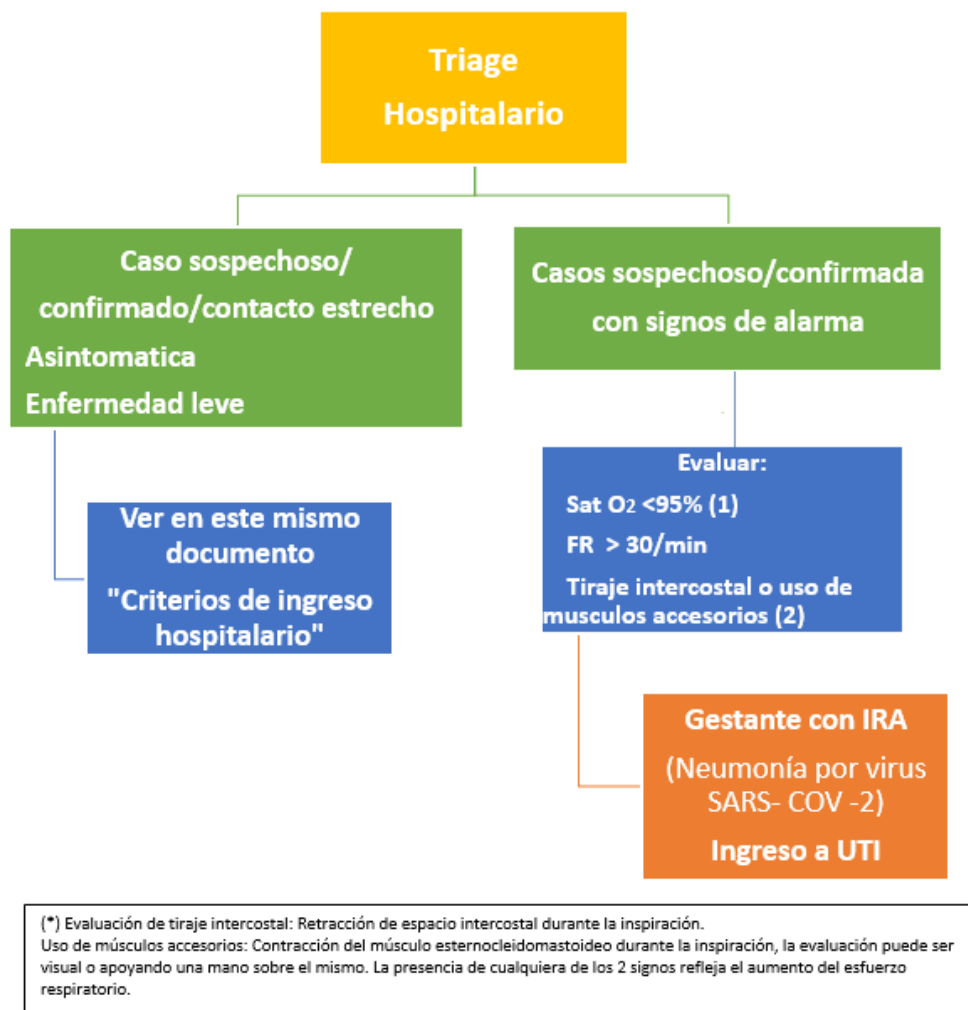 Triage
Hospitalario
Caso sospechoso/
confirmado/contacto estrecho
Asintomatica
Enfermedad leve
Ver en este mismo
documento
"Criterios de ingreso
hospitalario"
Casos sospechoso/confirmada
con signos de alarma
Evaluar:
Sat O2 <95% (1)
FR > 30/min
Tiraje intercostal o uso de
musculos accesorios (2)
Gestante con IRA
(Neumonía por virus
SARS- COV -2)
Ingreso a UTI
(*) Evaluación de tiraje intercostal: Retracción de espacio intercostal durante la inspiración.
Uso de músculos accesorios: Contracción del músculo esternocleidomastoideo durante la inspiración, la evaluación puede ser
visual o apoyando una mano sobre el mismo. La presencia de cualquiera de los 2 signos refleja el aumento del esfuerzo
respiratorio.